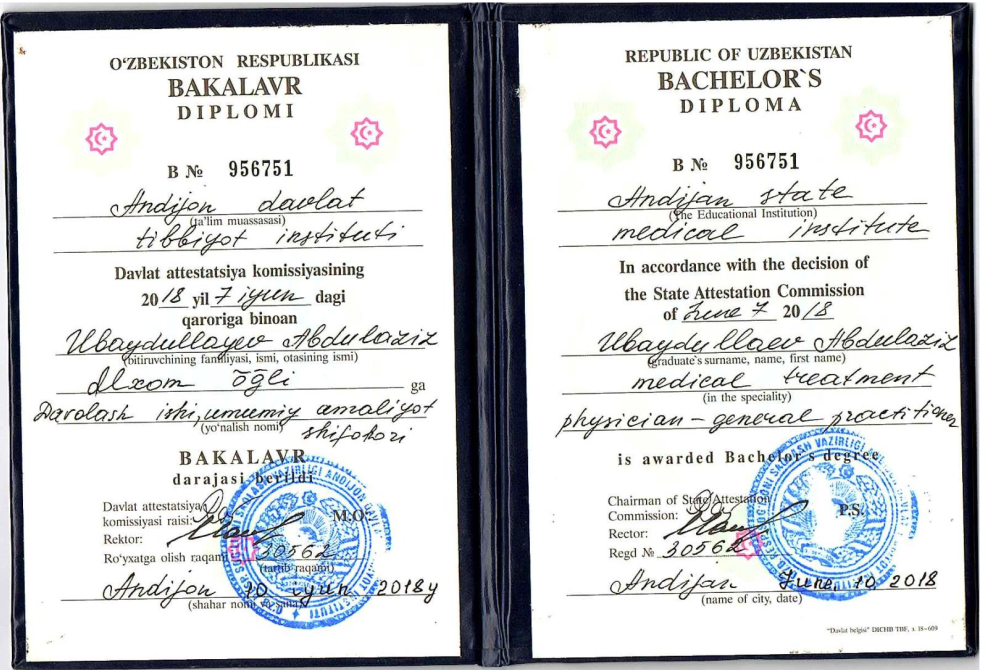 O‘ZBEKISTON RESPUBLIKASI
BAKALAVR
DIPLOMI
B № 956751
Andijon davlat
(ta’lim muassasasi)
tibbiyot instituti
Davlat attestatsiya komissiyasining
2018 yil 7 iyun dagi
qaroriga binoan
Ubaydullayev Abdulaziz
(bitiruvchining familiyasi, ismi, otasining ismi)
Ilxom õğli ga
Davolash ishi, umumiy amaliyot
(yo‘nalish nomi) shifokori
BAKALAVR
darajasi berildi
Davlat attestatsiya
komissiyasi raisi:
M.O.
Rektor:
Ro‘yxatga olish raqami 30562
(tartib raqami)
Andijon 10 iyun, 2018y
(shahar nomi va sana)
REPUBLIC OF UZBEKISTAN
BACHELOR`S
DIPLOMA
B № 956751
Andijan state
(The Educational Institution)
medical institute
In accordance with the decision of
the State Attestation Commission
of June 7 2018
Ubaydullaev Abdulaziz
(graduate's surname, name, first name)
medical treatment
(in the speciality)
physician – general practitioner
is awarded Bachelor's degree
Chairman of State Attestation
Commission:
P.S.
Rector:
Regd № 30562
Andijan June, 10, 2018
(name of city, date)
"Davlat belgisi" DICHB TBF, z. 18–609